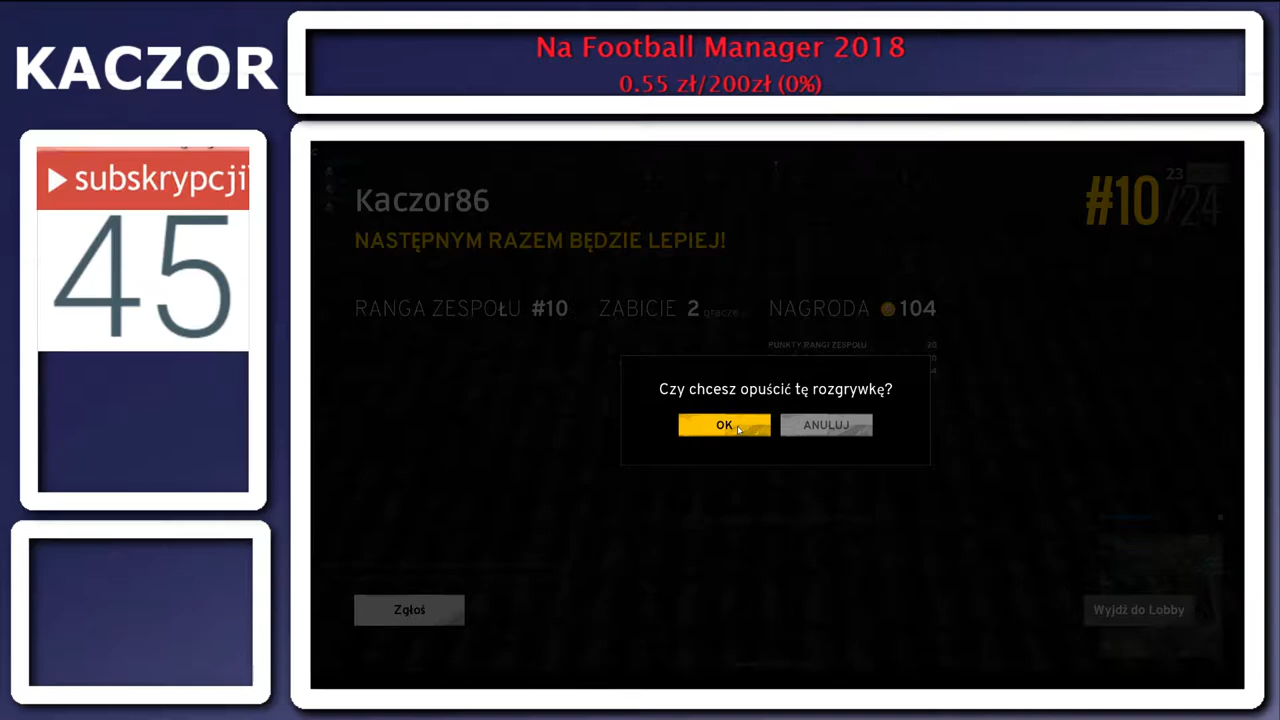 KACZOR
Na Football Manager 2018
0.55 zł/200zł (0%)
subskrypcji
45
Kaczor86
NASTĘPNYM RAZEM BĘDZIE LEPIEJ!
23
#10/24
RANGA ZESPOŁU #10 ZABICIE 2 gracze... NAGRODA 104
PUNKTY RANGI ZESPOŁU 20
Czy chcesz opuścić tę rozgrywkę?
OK ANULUJ
Zgłoś
Wyjdź do Lobby